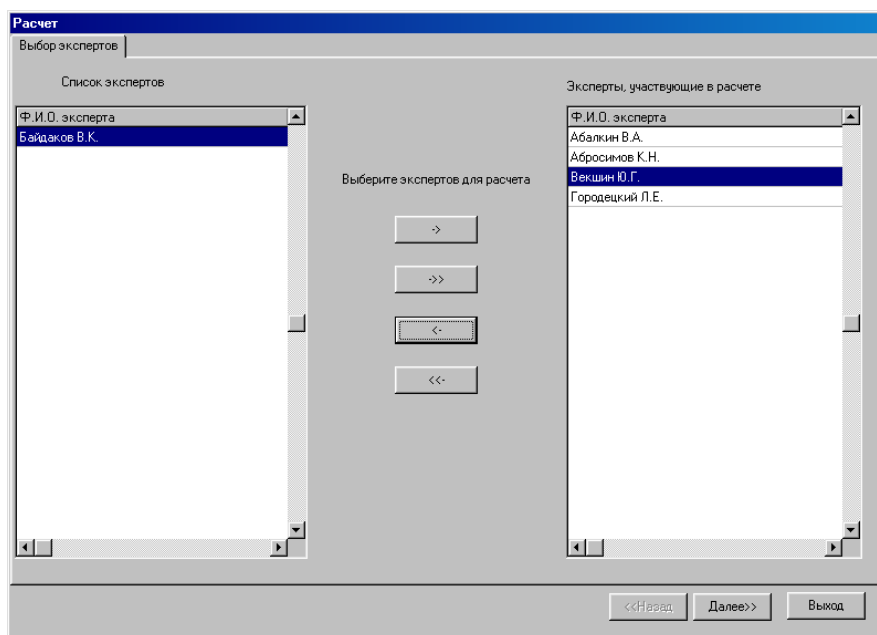 Расчет
Выбор экспертов
Список экспертов
Ф.И.О. эксперта
Байдаков В.К.
Выберите экспертов для расчета
->
->>
<-
<<-
Эксперты, участвующие в расчете
Ф.И.О. эксперта
Абалкин В.А.
Абросимов К.Н.
Векшин Ю.Г.
Городецкий Л.Е.
<<Назад
Далее>>
Выход